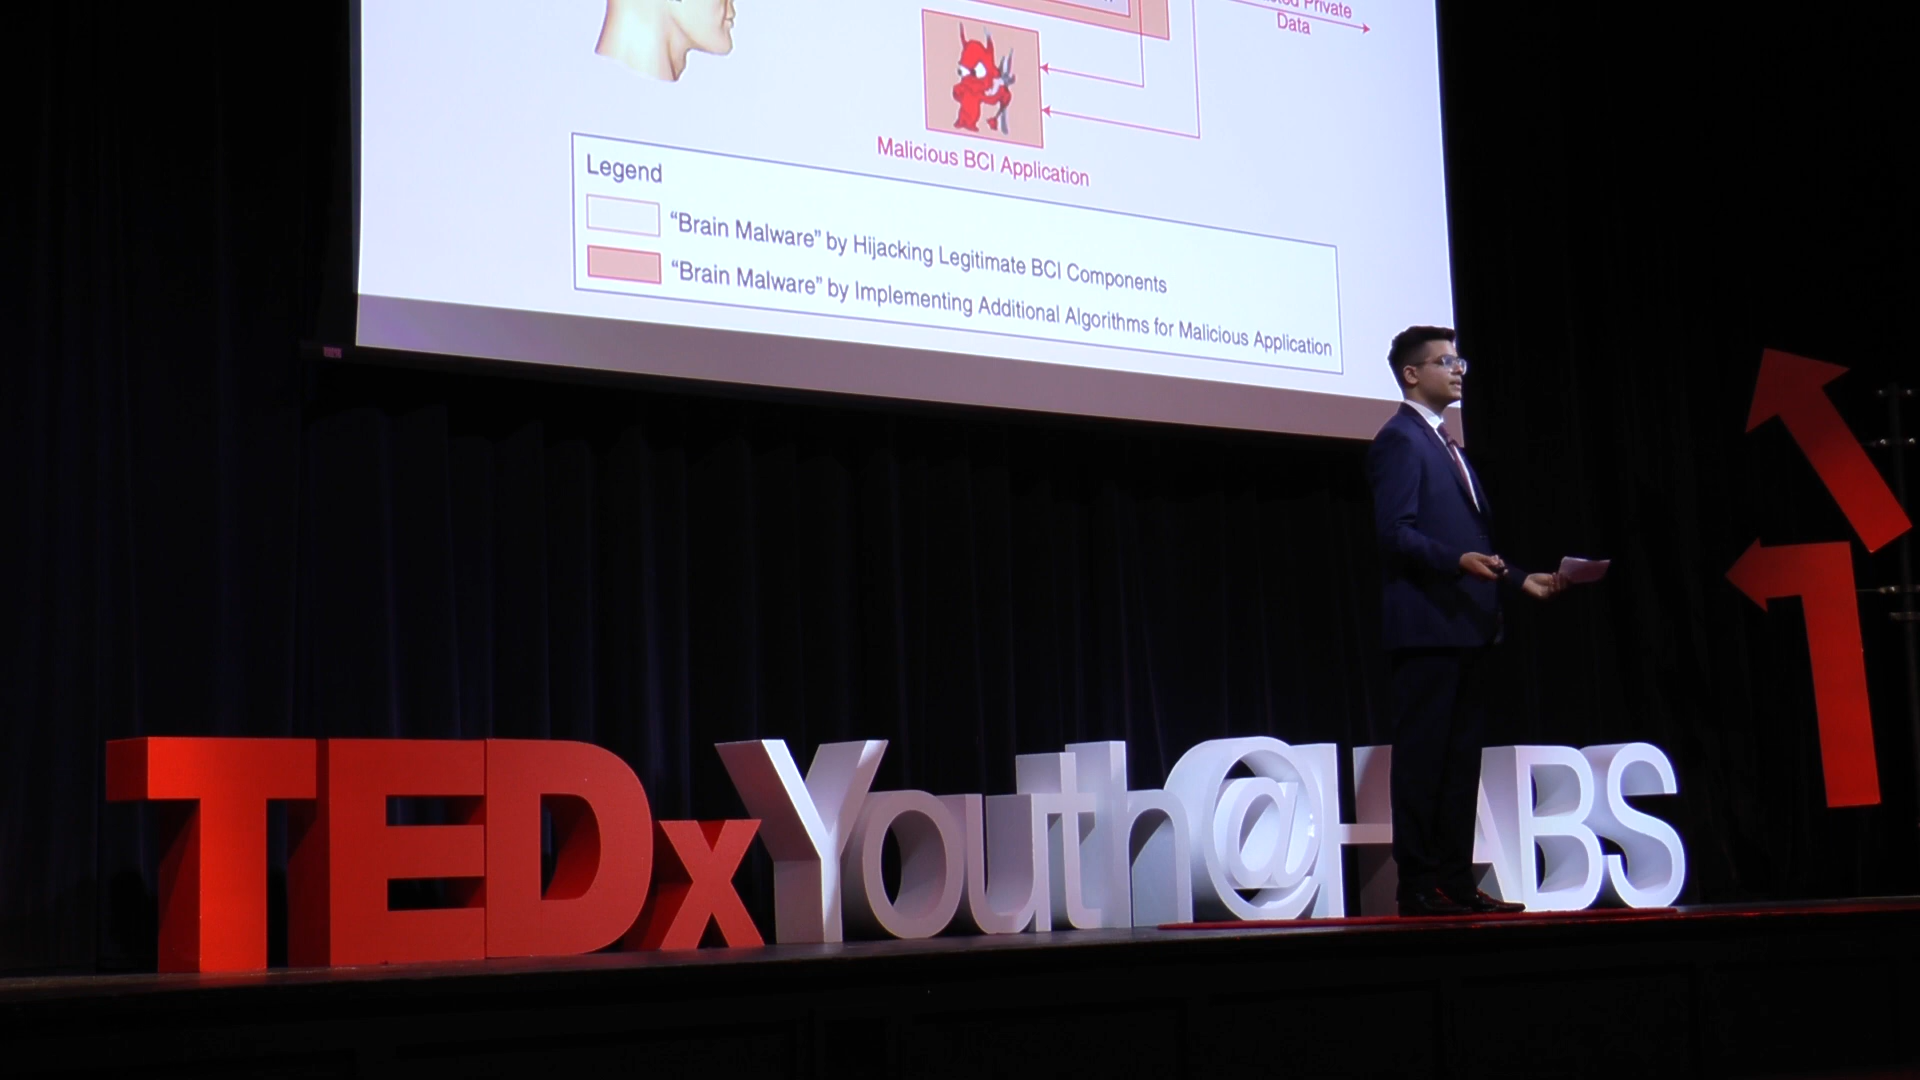 Private
Data
Malicious BCI Application
Legend
“Brain Malware” by Hijacking Legitimate BCI Components
“Brain Malware” by Implementing Additional Algorithms for Malicious Application
TEDxYouth@HABS